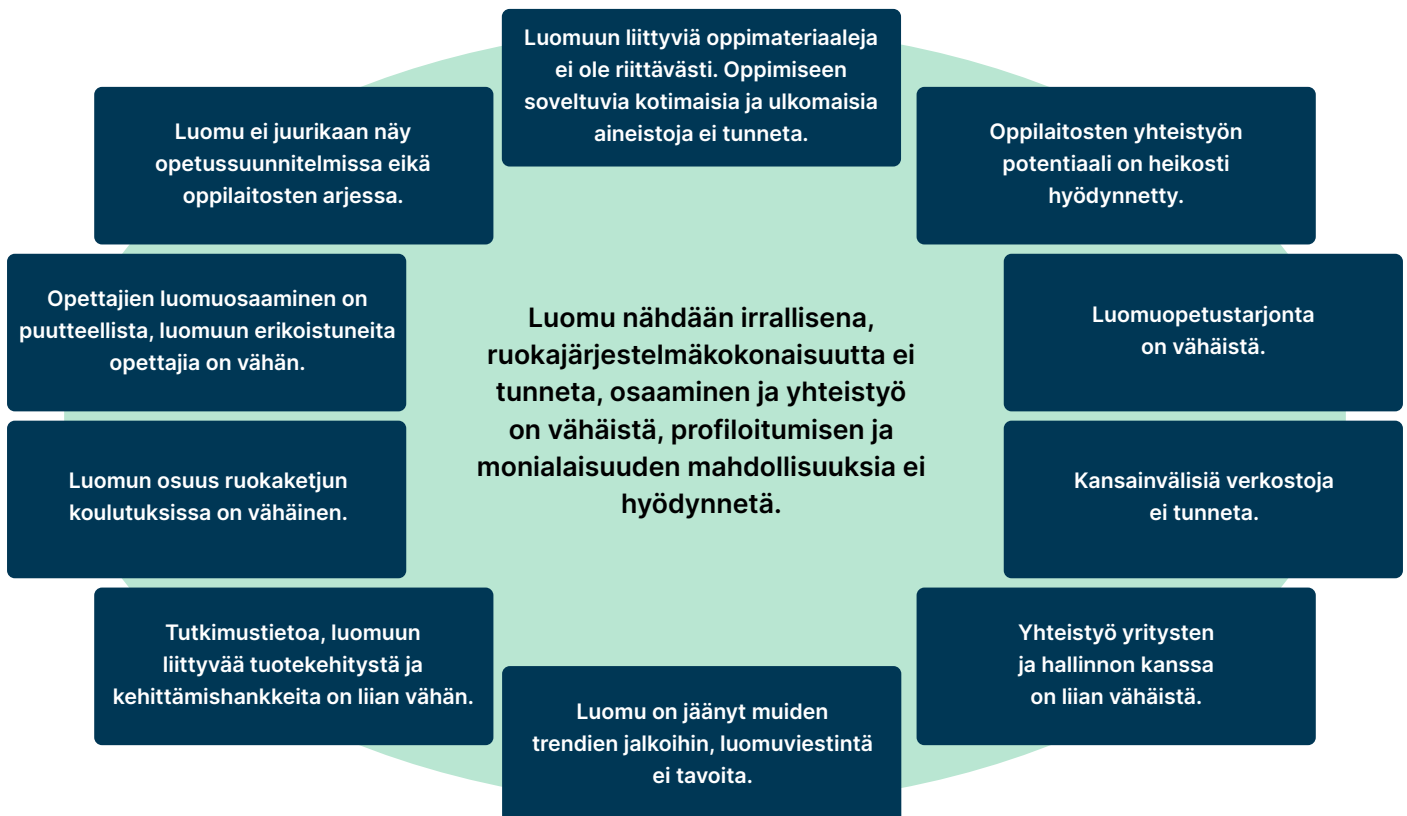 Luomuun liittyviä oppimateriaaleja
ei ole riittävästi. Oppimiseen
soveltuvia kotimaisia ja ulkomaisia
aineistoja ei tunneta.
Luomu ei juurikaan näy
opetussuunnitelmissa eikä
oppilaitosten arjessa.
Oppilaitosten yhteistyön
potentiaali on heikosti
hyödynnetty.
Opettajien luomuosaaminen on
puutteellista, luomuun erikoistuneita
opettajia on vähän.
Luomu nähdään irrallisena,
ruokajärjestelmäkokonaisuutta ei
tunneta, osaaminen ja yhteistyö
on vähäistä, profiloitumisen ja
monialaisuuden mahdollisuuksia ei
hyödynnetä.
Luomuopetustarjonta
on vähäistä.
Luomun osuus ruokaketjun
koulutuksissa on vähäinen.
Kansainvälisiä verkostoja
ei tunneta.
Tutkimustietoa, luomuun
liittyvää tuotekehitystä ja
kehittämishankkeita on liian vähän.
Yhteistyö yritysten
ja hallinnon kanssa
on liian vähäistä.
Luomu on jäänyt muiden
trendien jalkoihin, luomuviestintä
ei tavoita.